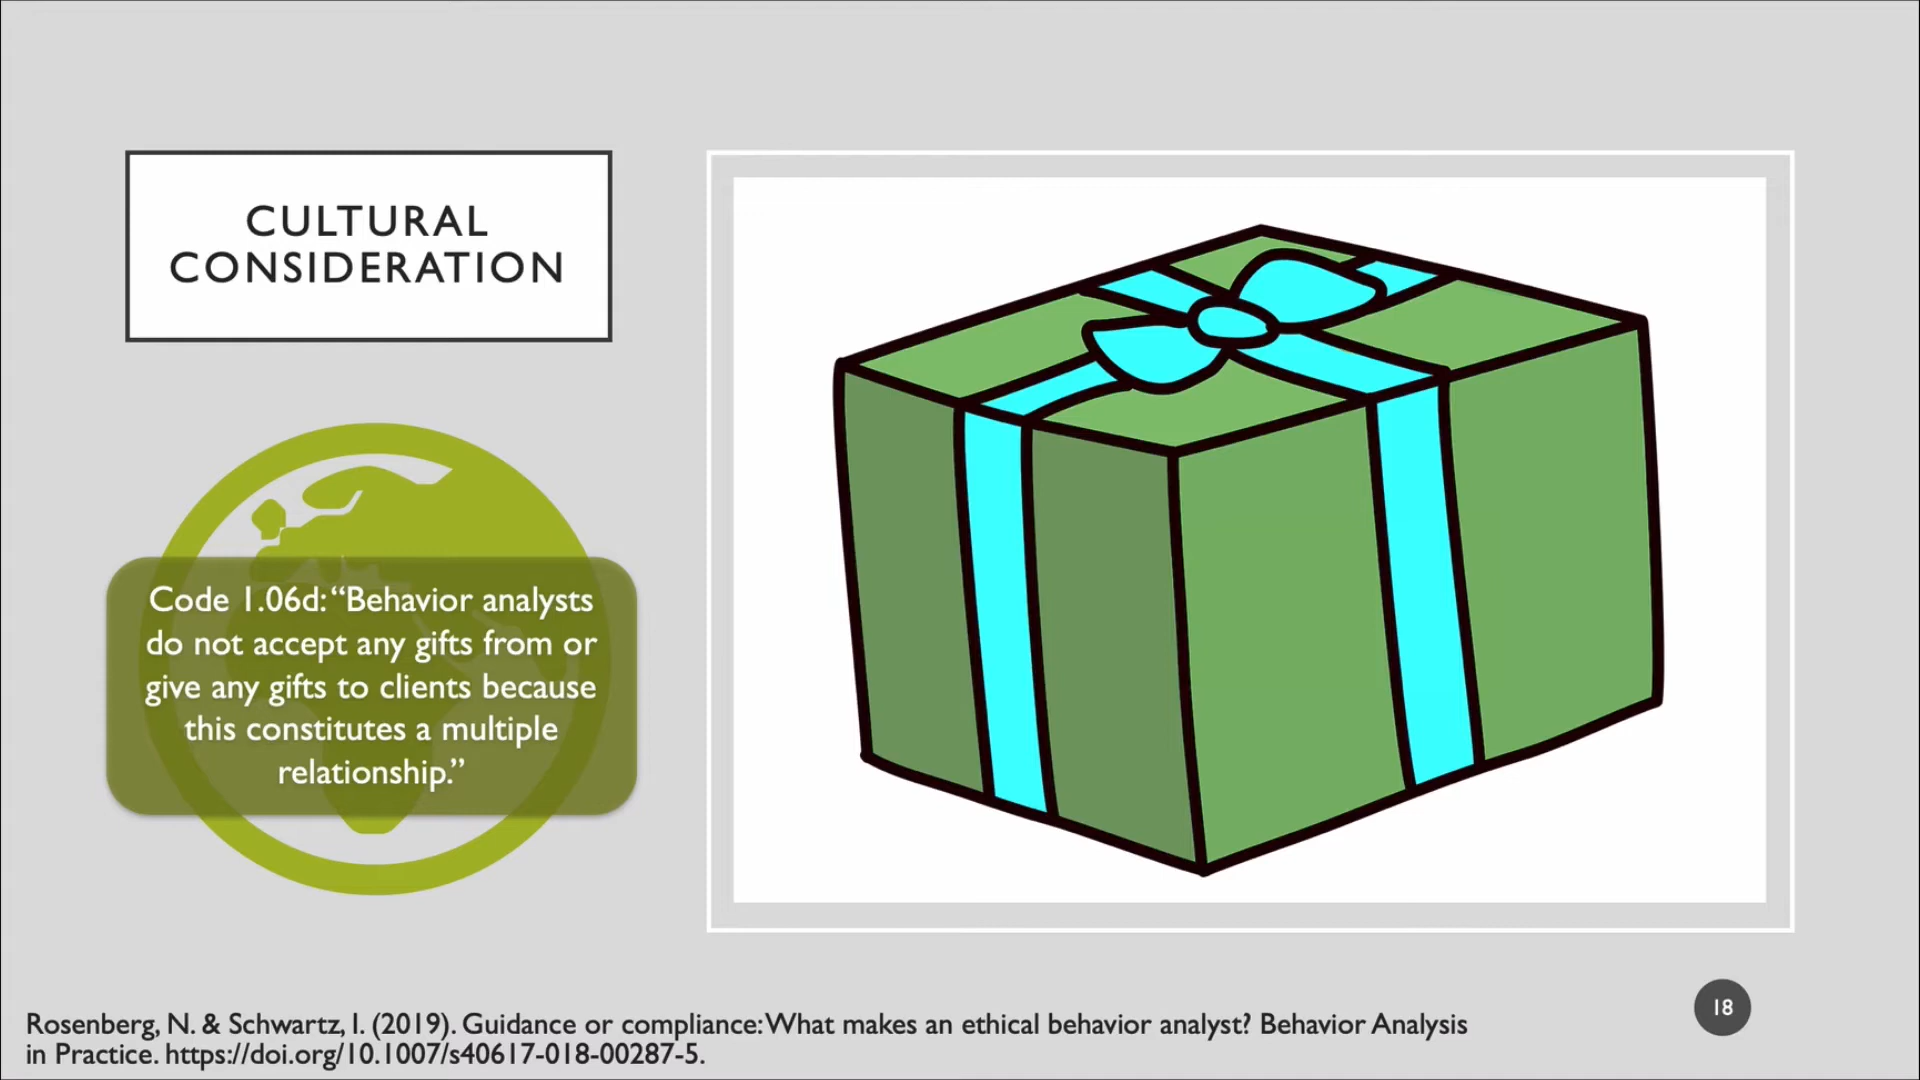 CULTURAL
CONSIDERATION
Code 1.06d: “Behavior analysts
do not accept any gifts from or
give any gifts to clients because
this constitutes a multiple
relationship.”
18
Rosenberg, N. & Schwartz, I. (2019). Guidance or compliance: What makes an ethical behavior analyst? Behavior Analysis
in Practice. https://doi.org/10.1007/s40617-018-00287-5.